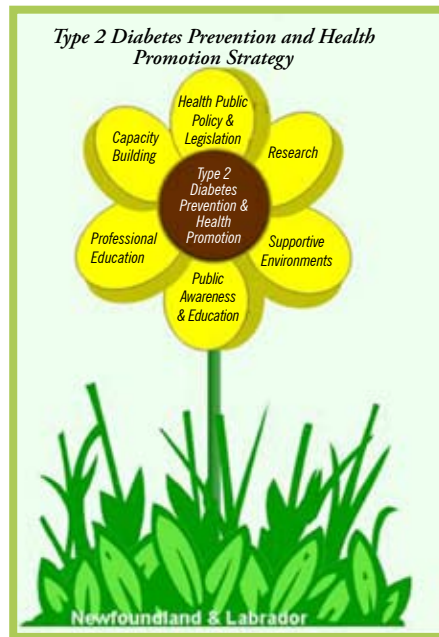 Type 2 Diabetes Prevention and Health
Promotion Strategy
Health Public
Policy &
Legislation
Capacity
Building
Research
Type 2
Diabetes
Prevention &
Health
Promotion
Professional
Education
Supportive
Environments
Public
Awareness
& Education
Newfoundland & Labrador